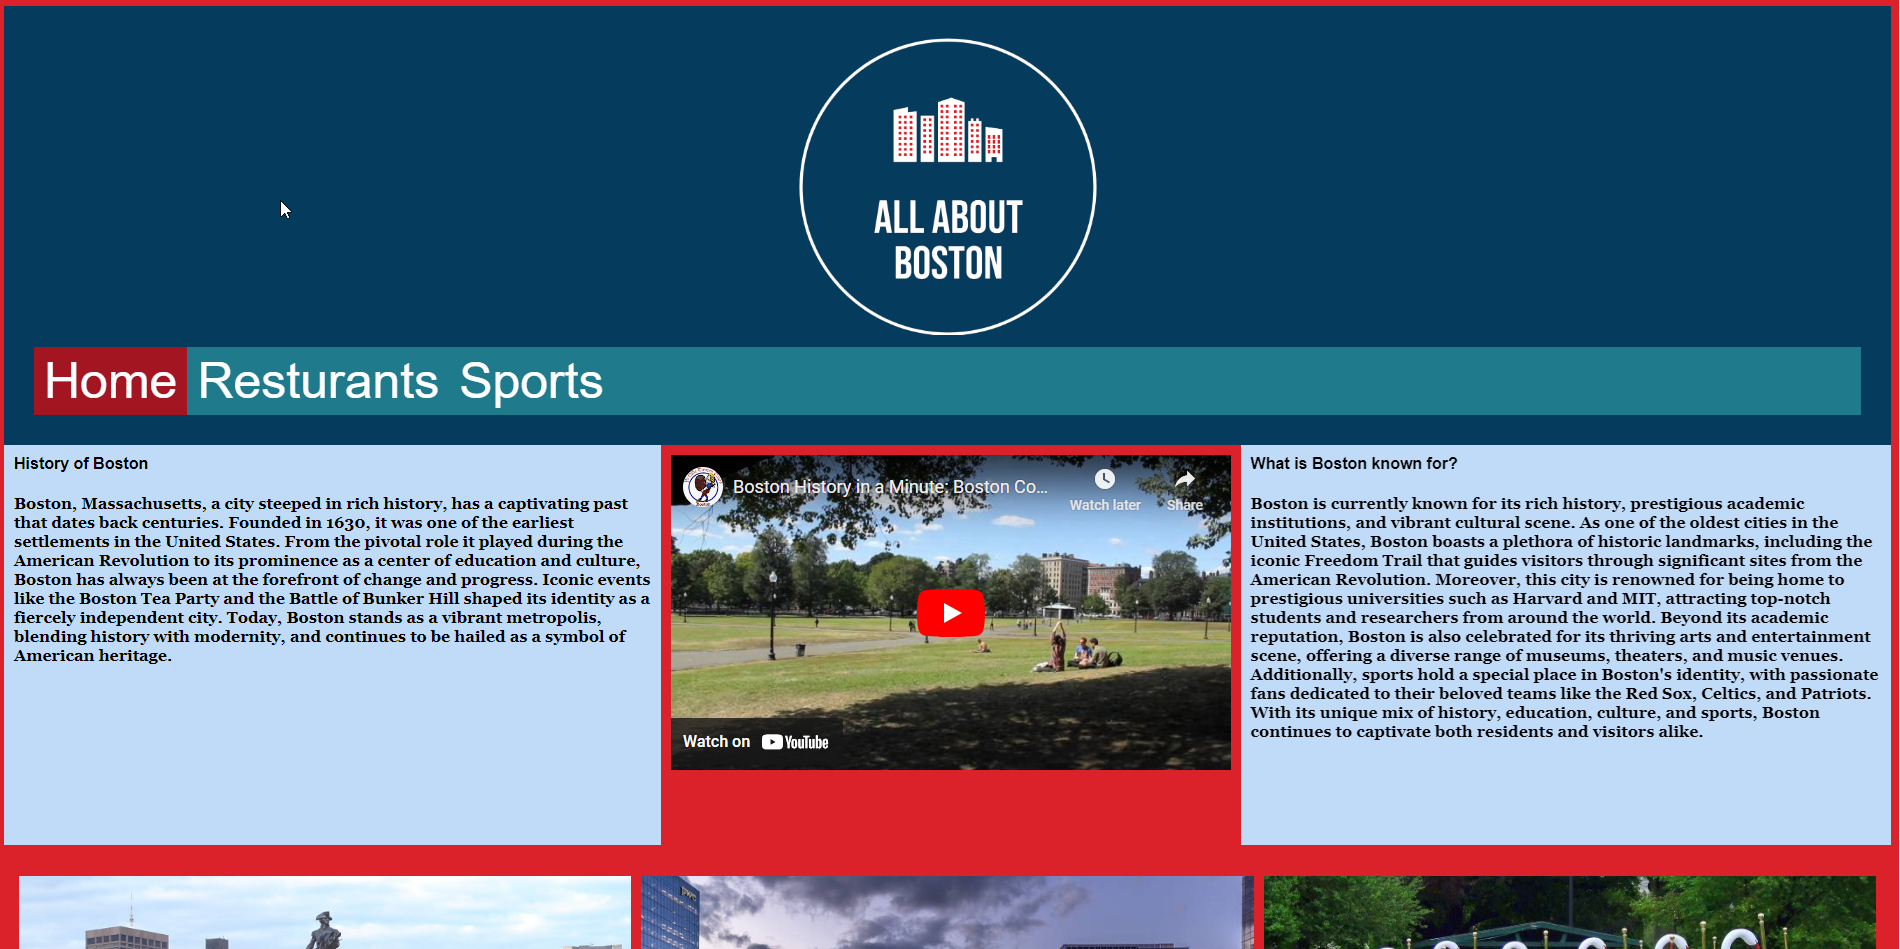 ALL ABOUT
BOSTON
Home Resturants Sports
History of Boston
Boston, Massachusetts, a city steeped in rich history, has a captivating past
that dates back centuries. Founded in 1630, it was one of the earliest
settlements in the United States. From the pivotal role it played during the
American Revolution to its prominence as a center of education and culture,
Boston has always been at the forefront of change and progress. Iconic events
like the Boston Tea Party and the Battle of Bunker Hill shaped its identity as a
fiercely independent city. Today, Boston stands as a vibrant metropolis,
blending history with modernity, and continues to be hailed as a symbol of
American heritage.
Boston History in a Minute: Boston Co...
Watch later
Share
Watch on YouTube
What is Boston known for?
Boston is currently known for its rich history, prestigious academic
institutions, and vibrant cultural scene. As one of the oldest cities in the
United States, Boston boasts a plethora of historic landmarks, including the
iconic Freedom Trail that guides visitors through significant sites from the
American Revolution. Moreover, this city is renowned for being home to
prestigious universities such as Harvard and MIT, attracting top-notch
students and researchers from around the world. Beyond its academic
reputation, Boston is also celebrated for its thriving arts and entertainment
scene, offering a diverse range of museums, theaters, and music venues.
Additionally, sports hold a special place in Boston's identity, with passionate
fans dedicated to their beloved teams like the Red Sox, Celtics, and Patriots.
With its unique mix of history, education, culture, and sports, Boston
continues to captivate both residents and visitors alike.